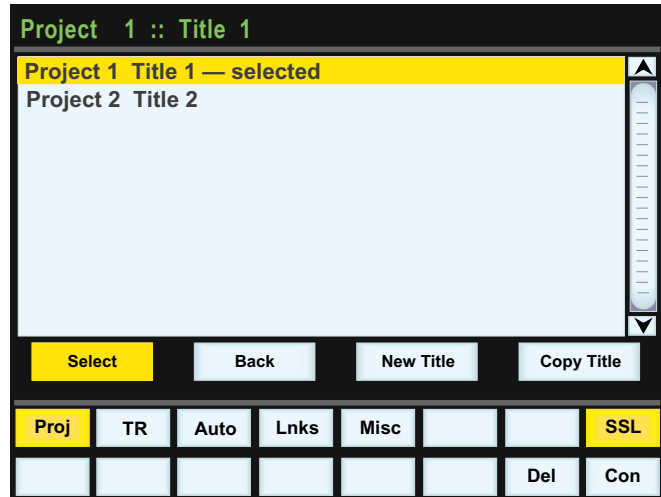 Project 1 :: Title 1
Project 1 Title 1 — selected
Project 2 Title 2
Select Back New Title Copy Title
Proj TR Auto Lnks Misc SSL
Del Con